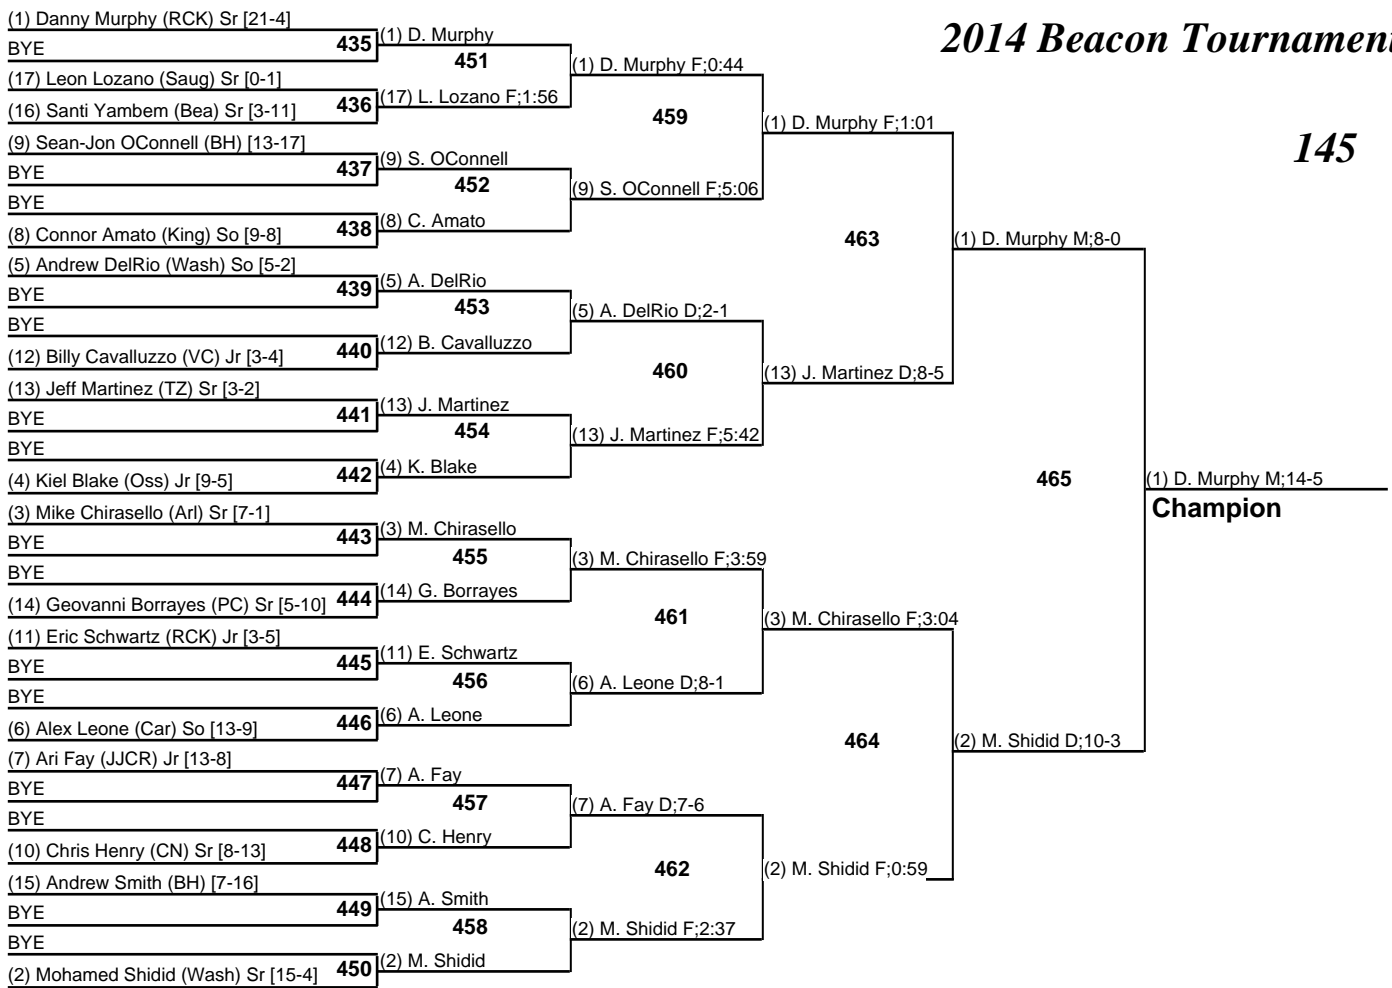 2014 Beacon Tournament
145
(1) Danny Murphy (RCK) Sr [21-4]
BYE
(17) Leon Lozano (Saug) Sr [0-1]
(16) Santi Yambem (Bea) Sr [3-11]
(9) Sean-Jon OConnell (BH) [13-17]
BYE
BYE
(8) Connor Amato (King) So [9-8]
(5) Andrew DelRio (Wash) So [5-2]
BYE
BYE
(12) Billy Cavalluzzo (VC) Jr [3-4]
(13) Jeff Martinez (TZ) Sr [3-2]
BYE
BYE
(4) Kiel Blake (Oss) Jr [9-5]
(3) Mike Chirasello (Arl) Sr [7-1]
BYE
BYE
(14) Geovanni Borrayes (PC) Sr [5-10]
(11) Eric Schwartz (RCK) Jr [3-5]
BYE
BYE
(6) Alex Leone (Car) So [13-9]
(7) Ari Fay (JJCR) Jr [13-8]
BYE
BYE
(10) Chris Henry (CN) Sr [8-13]
(15) Andrew Smith (BH) [7-16]
BYE
BYE
(2) Mohamed Shidid (Wash) Sr [15-4]
435
436
437
438
439
440
441
442
443
444
445
446
447
448
449
450
(1) D. Murphy
451
(17) L. Lozano F;1:56
(9) S. OConnell
452
(8) C. Amato
(5) A. DelRio
453
(12) B. Cavalluzzo
(13) J. Martinez
454
(4) K. Blake
(3) M. Chirasello
455
(14) G. Borrayes
(11) E. Schwartz
456
(6) A. Leone
(7) A. Fay
457
(10) C. Henry
(15) A. Smith
458
(2) M. Shidid
(1) D. Murphy F;0:44
459
(9) S. OConnell F;5:06
(5) A. DelRio D;2-1
460
(13) J. Martinez F;5:42
(3) M. Chirasello F;3:59
461
(6) A. Leone D;8-1
(7) A. Fay D;7-6
462
(2) M. Shidid F;2:37
(1) D. Murphy F;1:01
463
(13) J. Martinez D;8-5
(3) M. Chirasello F;3:04
464
(2) M. Shidid F;0:59
(1) D. Murphy M;8-0
465
(2) M. Shidid D;10-3
(1) D. Murphy M;14-5
Champion